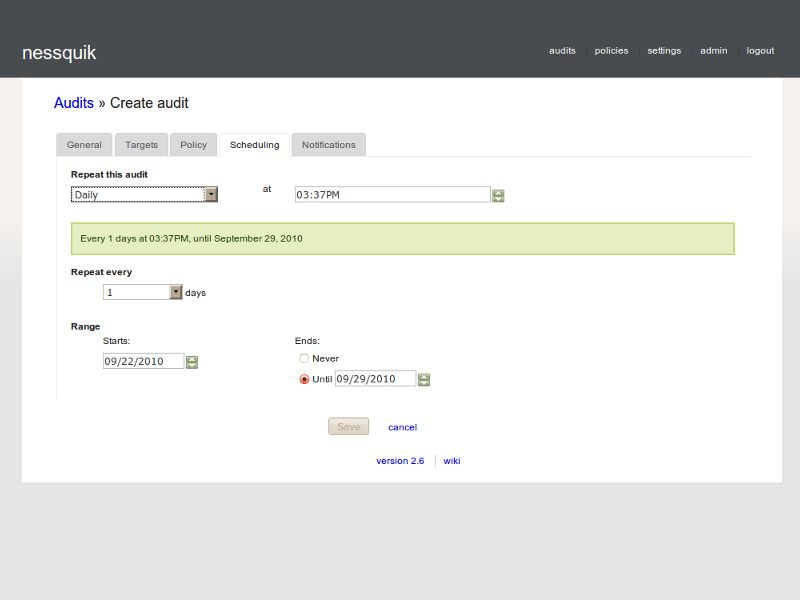 nessquik
audits policies settings admin logout
Audits » Create audit
General Targets Policy Scheduling Notifications
Repeat this audit
Daily at 03:37PM
Every 1 days at 03:37PM, until September 29, 2010
Repeat every
1 days
Range
Starts: Ends:
Never
09/22/2010
Until 09/29/2010
Save cancel
version 2.6 wiki